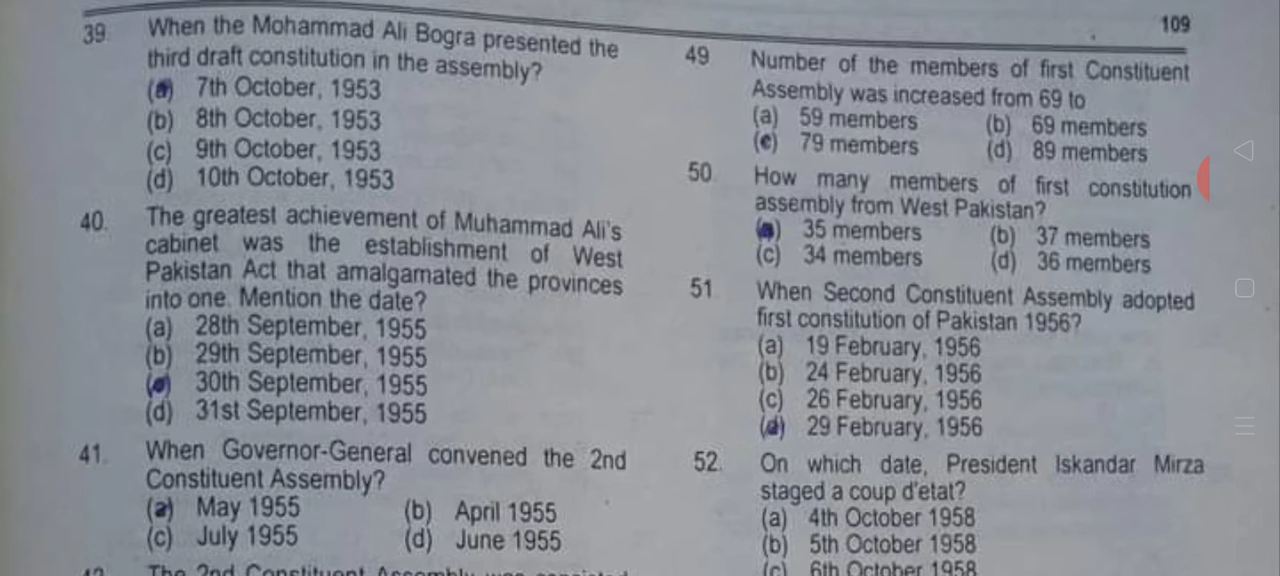 109
39. When the Mohammad Ali Bogra presented the
third draft constitution in the assembly?
(a) 7th October, 1953
(b) 8th October, 1953
(c) 9th October, 1953
(d) 10th October, 1953
40. The greatest achievement of Muhammad Ali's
cabinet was the establishment of West
Pakistan Act that amalgamated the provinces
into one. Mention the date?
(a) 28th September, 1955
(b) 29th September, 1955
(c) 30th September, 1955
(d) 31st September, 1955
41. When Governor-General convened the 2nd
Constituent Assembly?
(a) May 1955 (b) April 1955
(c) July 1955 (d) June 1955
42. The 2nd Constituent Assembly was consisted
49 Number of the members of first Constituent
Assembly was increased from 69 to
(a) 59 members (b) 69 members
(c) 79 members (d) 89 members
50. How many members of first constitution
assembly from West Pakistan?
(a) 35 members (b) 37 members
(c) 34 members (d) 36 members
51 When Second Constituent Assembly adopted
first constitution of Pakistan 1956?
(a) 19 February, 1956
(b) 24 February, 1956
(c) 26 February, 1956
(d) 29 February, 1956
52. On which date, President Iskandar Mirza
staged a coup d'etat?
(a) 4th October 1958
(b) 5th October 1958
(c) 6th October 1958